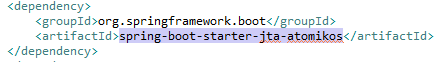 <dependency>
<groupId>org.springframework.boot</groupId>
<artifactId>spring-boot-starter-jta-atomikos</artifactId>
</dependency>